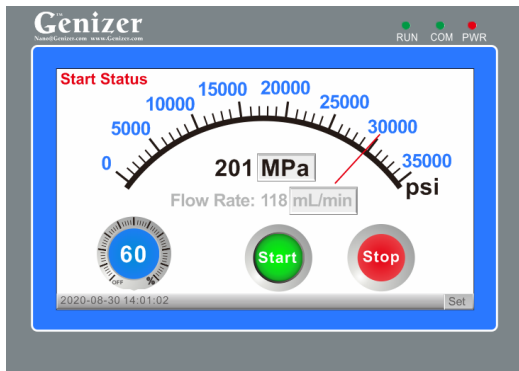 Genizer
Nano@Genizer.com www.Genizer.com
RUN COM PWR
Start Status
0 5000 10000 15000 20000 25000 30000 35000
psi
201 MPa
Flow Rate: 118 mL/min
60
OFF %
Start
Stop
2020-08-30 14:01:02
Set